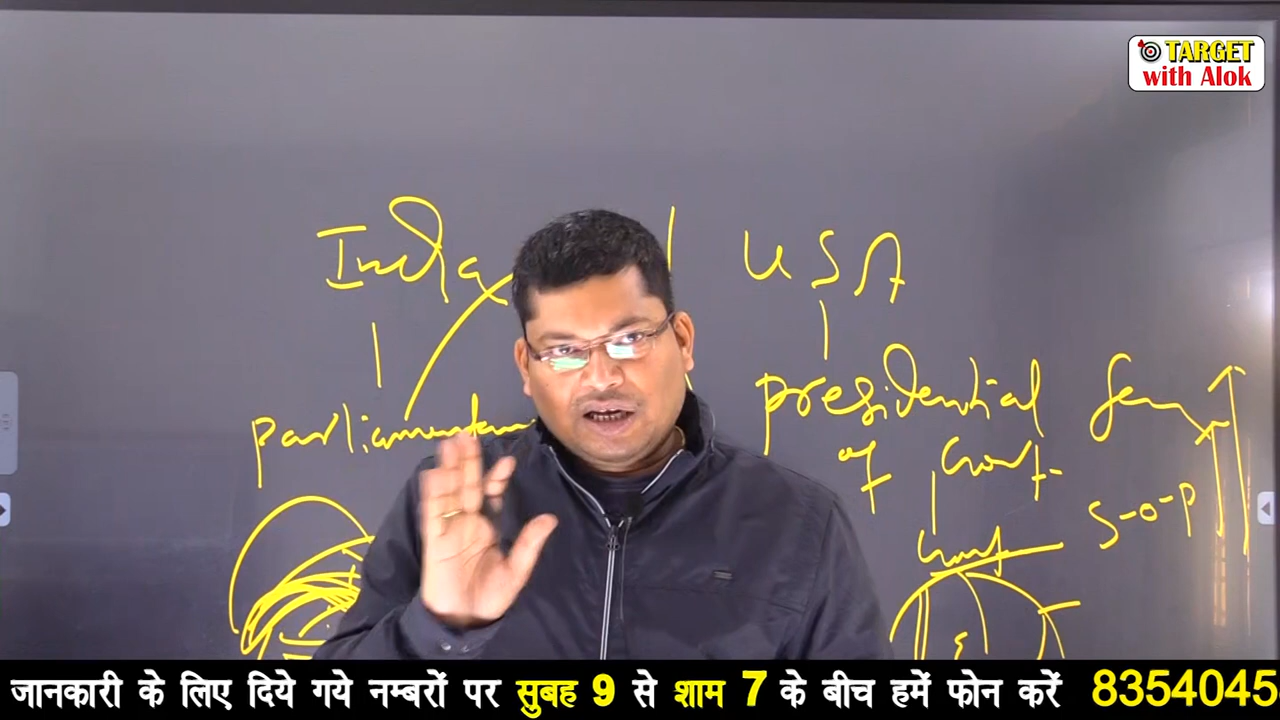 TARGET
with Alok
India USA
parliamentary presidential form
of Govt.
S-O-P
Govt
जानकारी के लिए दिये गये नम्बरों पर सुबह 9 से शाम 7 के बीच हमें फोन करें 8354045